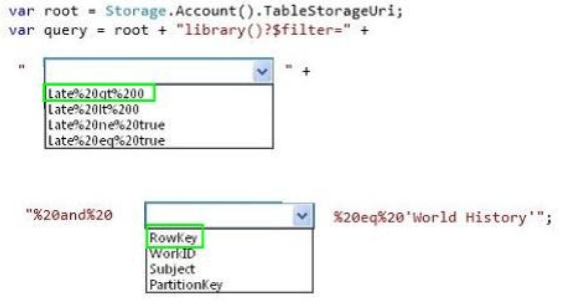 var root = Storage.Account().TableStorageUri;
var query = root + "library()?$filter=" +
" " +
Late%20gt%200
Late%20lt%200
Late%20ne%20true
Late%20eq%20true
"%20and%20 %20eq%20'World History'";
RowKey
WorkID
Subject
PartitionKey